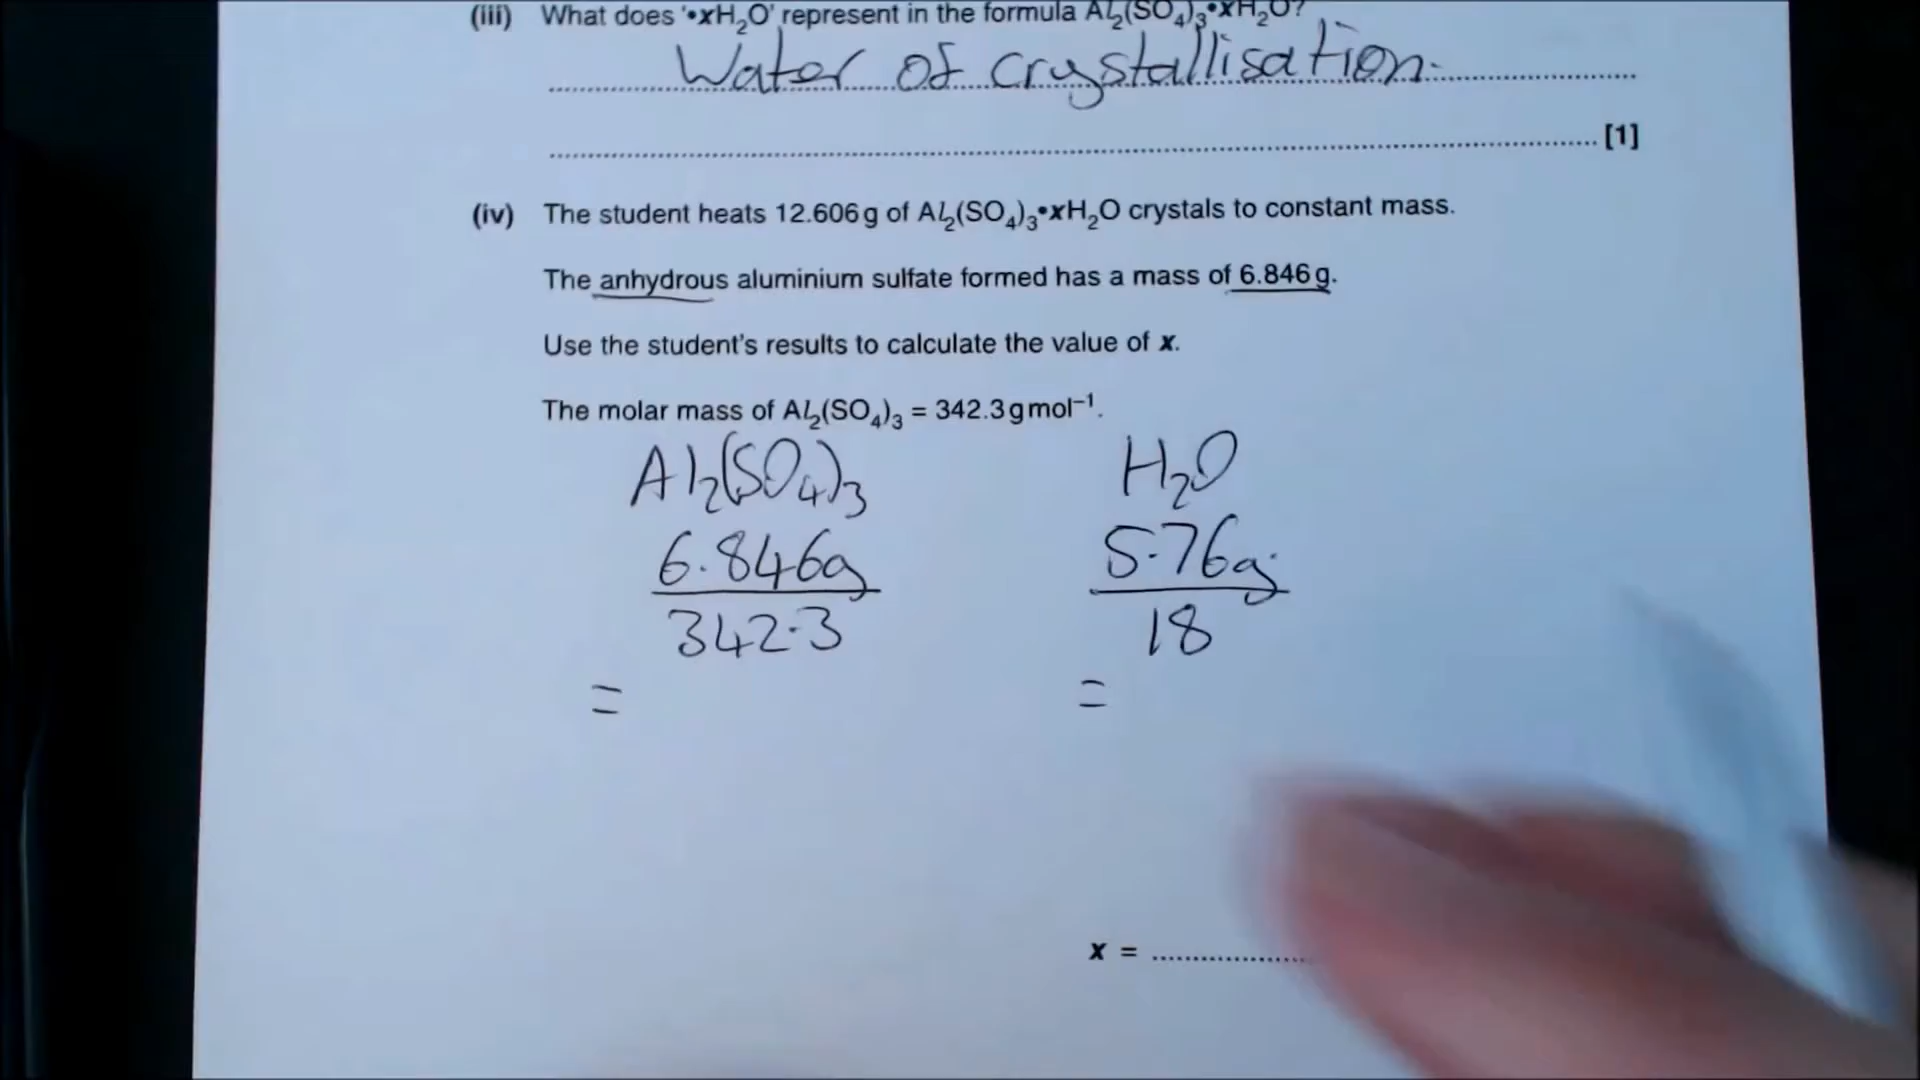 (iii) What does ‘•xH₂O’ represent in the formula Al₂(SO₄)₃•xH₂O?
Water of crystallisation.
[1]
(iv) The student heats 12.606 g of Al₂(SO₄)₃•xH₂O crystals to constant mass.
The anhydrous aluminium sulfate formed has a mass of 6.846 g.
Use the student's results to calculate the value of x.
The molar mass of Al₂(SO₄)₃ = 342.3 g mol⁻¹.
Al₂(SO₄)₃ H₂O
6.846g 5.76g
342.3 18
= =
x =